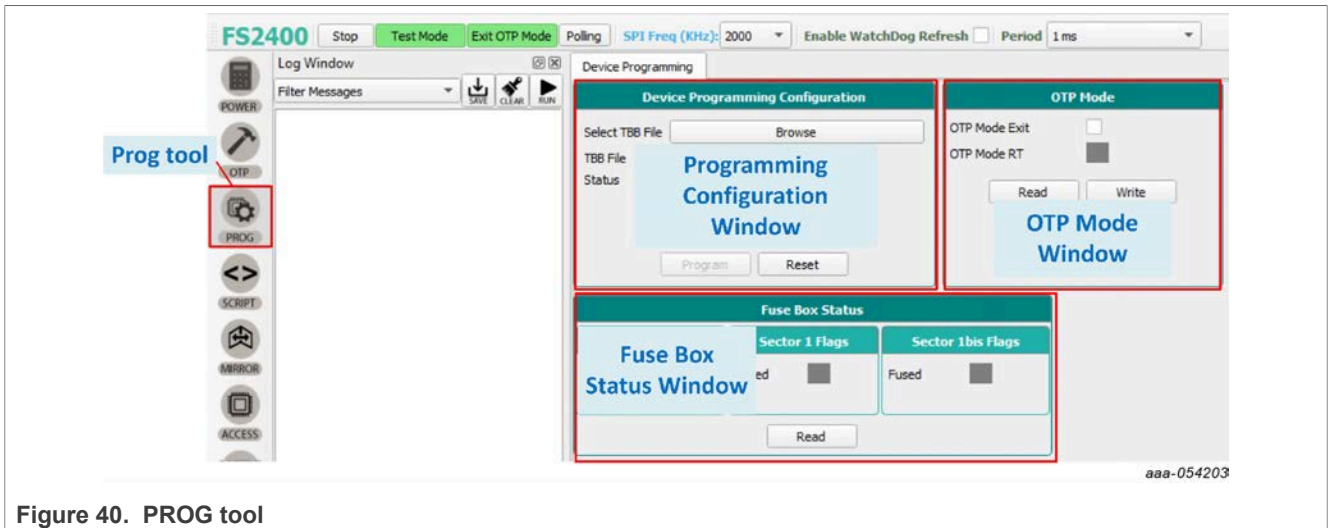 FS2400 Stop Test Mode Exit OTP Mode Polling SPI Freq (KHz): 2000 Enable WatchDog Refresh Period 1 ms
Log Window
Filter Messages
SAVE CLEAR RUN
POWER
OTP
PROG
SCRIPT
MIRROR
ACCESS
Prog tool
Device Programming
Device Programming Configuration
Select TBB File Browse
TBB File
Status
Programming
Configuration
Window
Program Reset
OTP Mode
OTP Mode Exit
OTP Mode RT
Read Write
OTP Mode
Window
Fuse Box Status
Sector 1 Flags Sector 1bis Flags
ed Fused
Fuse Box
Status Window
Read
aaa-054203
Figure 40. PROG tool